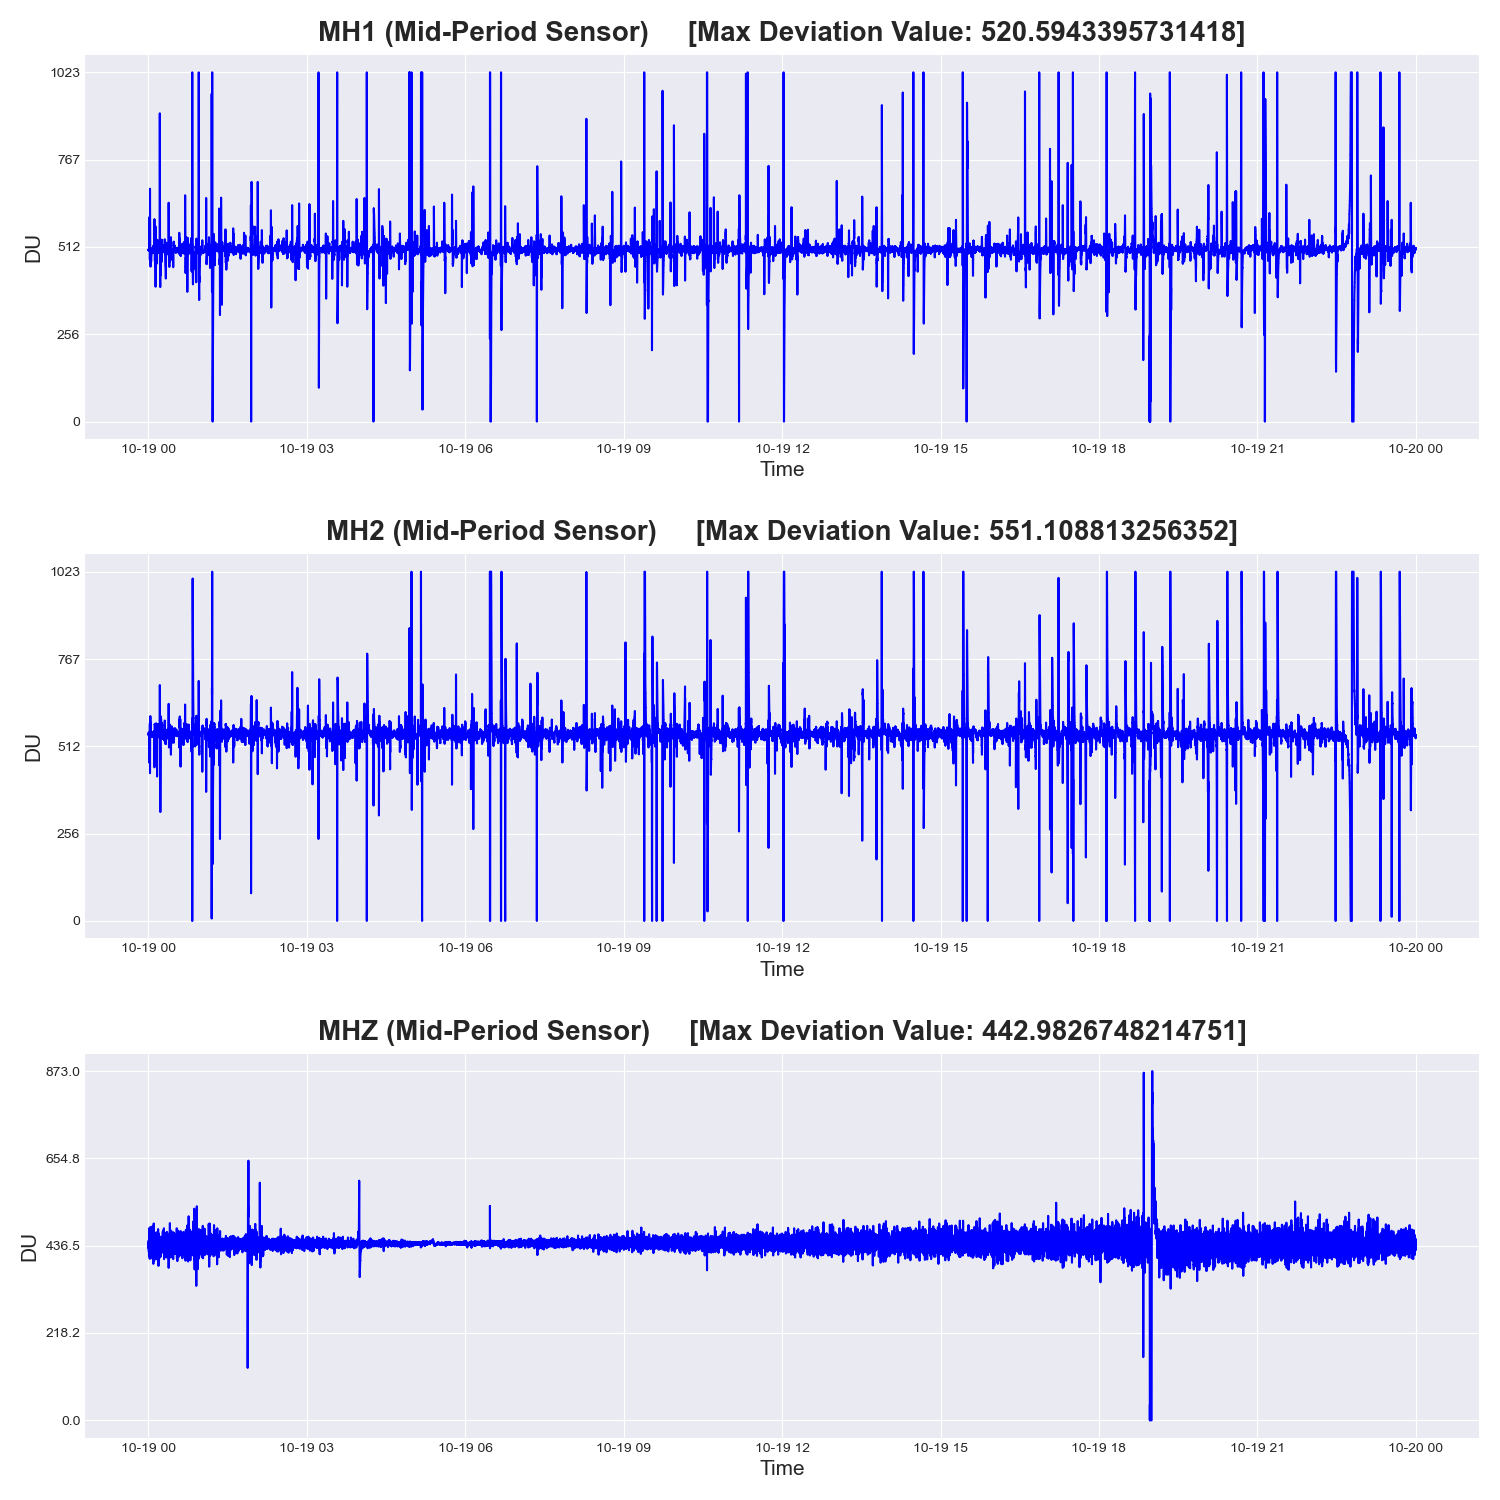 MH1 (Mid-Period Sensor)     [Max Deviation Value: 520.5943395731418]
1023
767
512
256
0
DU
10-19 00 10-19 03 10-19 06 10-19 09 10-19 12 10-19 15 10-19 18 10-19 21 10-20 00
Time
MH2 (Mid-Period Sensor)     [Max Deviation Value: 551.108813256352]
1023
767
512
256
0
DU
10-19 00 10-19 03 10-19 06 10-19 09 10-19 12 10-19 15 10-19 18 10-19 21 10-20 00
Time
MHZ (Mid-Period Sensor)     [Max Deviation Value: 442.9826748214751]
873.0
654.8
436.5
218.2
0.0
DU
10-19 00 10-19 03 10-19 06 10-19 09 10-19 12 10-19 15 10-19 18 10-19 21 10-20 00
Time